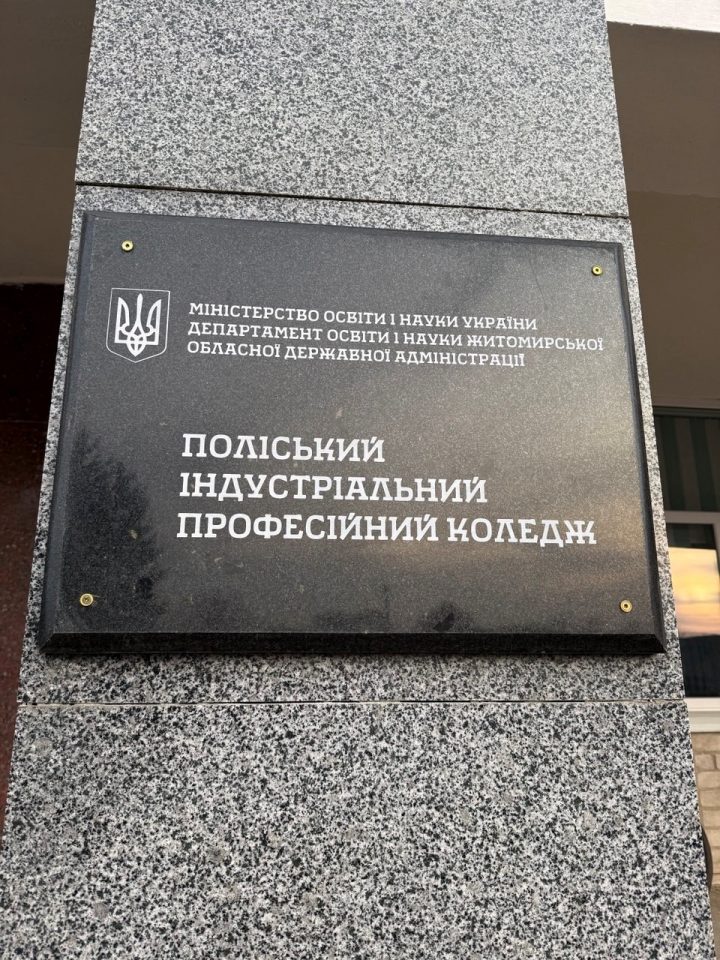 МІНІСТЕРСТВО ОСВІТИ І НАУКИ УКРАЇНИ
ДЕПАРТАМЕНТ ОСВІТИ І НАУКИ ЖИТОМИРСЬКОЇ
ОБЛАСНОЇ ДЕРЖАВНОЇ АДМІНІСТРАЦІЇ
ПОЛІСЬКИЙ
ІНДУСТРІАЛЬНИЙ
ПРОФЕСІЙНИЙ КОЛЕДЖ